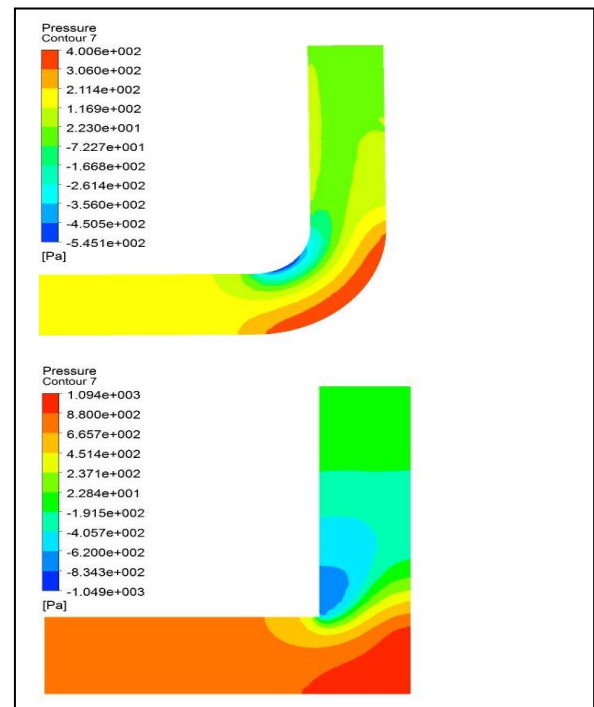 Pressure
Contour 7
4.006e+002
3.060e+002
2.114e+002
1.169e+002
2.230e+001
-7.227e+001
-1.668e+002
-2.614e+002
-3.560e+002
-4.505e+002
-5.451e+002
[Pa]
Pressure
Contour 7
1.094e+003
8.800e+002
6.657e+002
4.514e+002
2.371e+002
2.284e+001
-1.915e+002
-4.057e+002
-6.200e+002
-8.343e+002
-1.049e+003
[Pa]